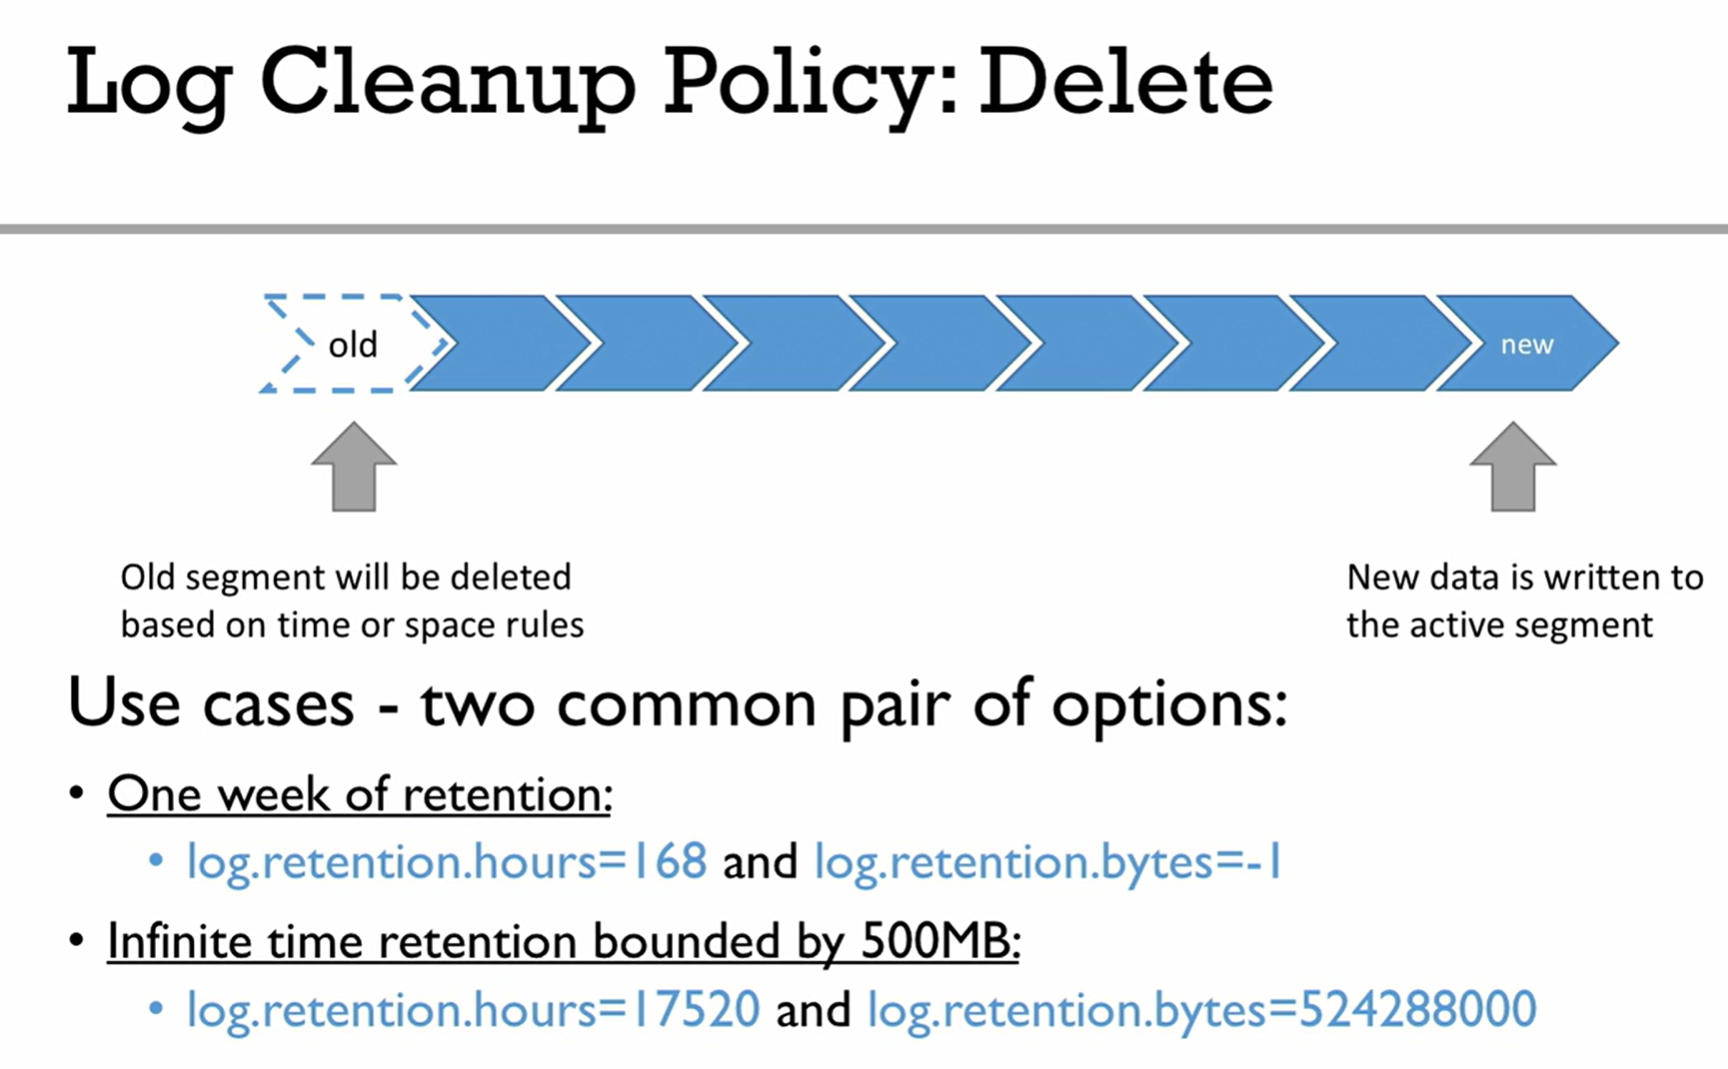 Log Cleanup Policy: Delete
old
new
Old segment will be deleted
based on time or space rules
New data is written to
the active segment
Use cases - two common pair of options:
• One week of retention:
• log.retention.hours=168 and log.retention.bytes=-1
• Infinite time retention bounded by 500MB:
• log.retention.hours=17520 and log.retention.bytes=524288000